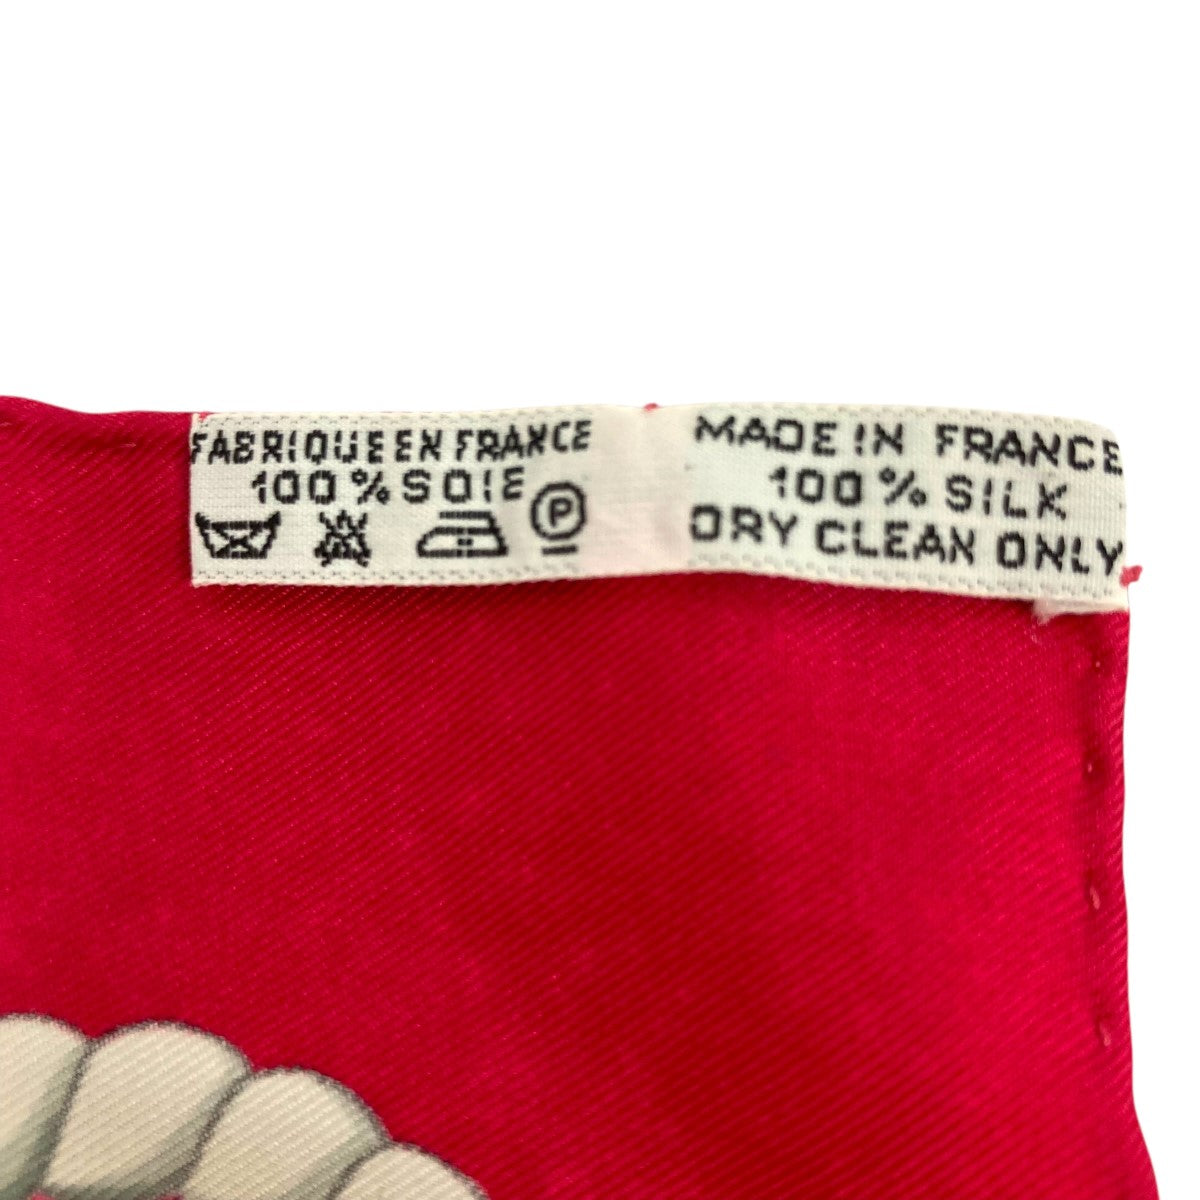 FABRIQUE EN FRANCE
100% SOIE
P
MADE IN FRANCE
100% SILK
DRY CLEAN ONLY